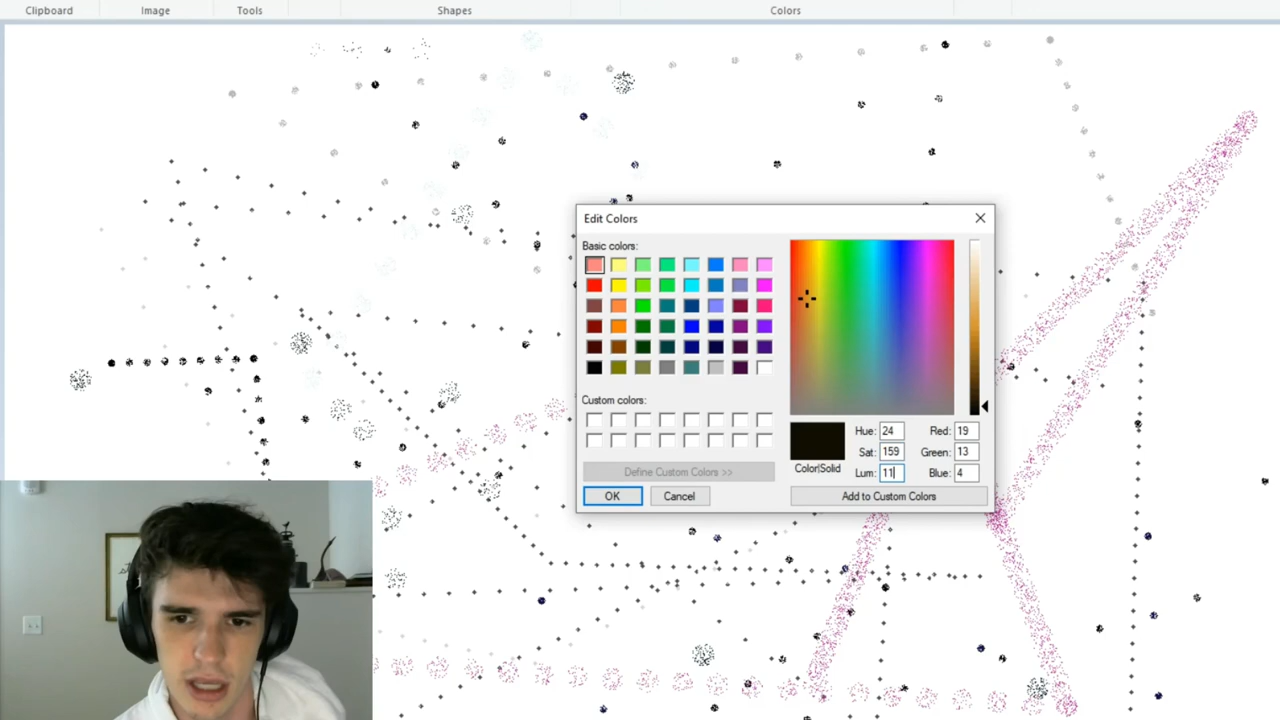 Clipboard Image Tools Shapes Colors
Edit Colors
Basic colors:
Custom colors:
Define Custom Colors >>
OK Cancel
Color|Solid
Hue: 24 Red: 19
Sat: 159 Green: 13
Lum: 11 Blue: 4
Add to Custom Colors